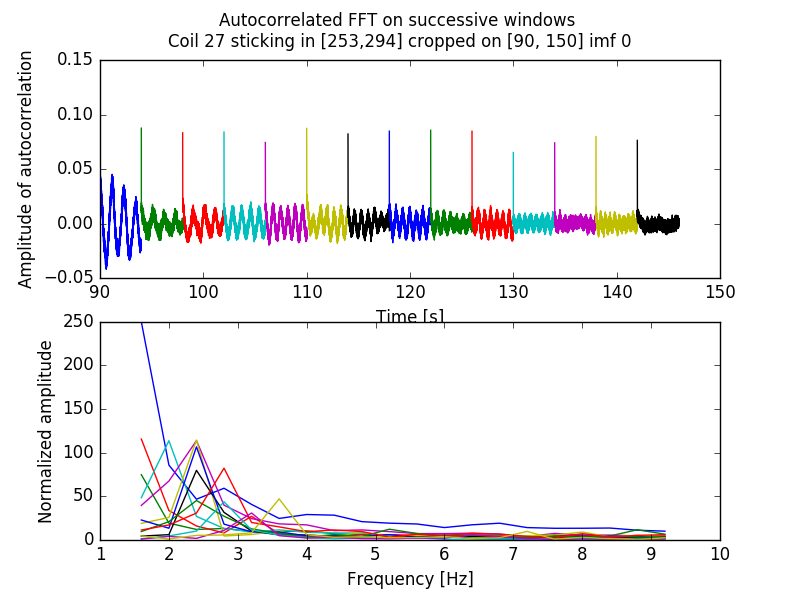 Autocorrelated FFT on successive windows
Coil 27 sticking in [253,294] cropped on [90, 150] imf 0
Amplitude of autocorrelation
0.15
0.10
0.05
0.00
−0.05
90 100 110 120 130 140 150
Time [s]
Normalized amplitude
250
200
150
100
50
0
1 2 3 4 5 6 7 8 9 10
Frequency [Hz]